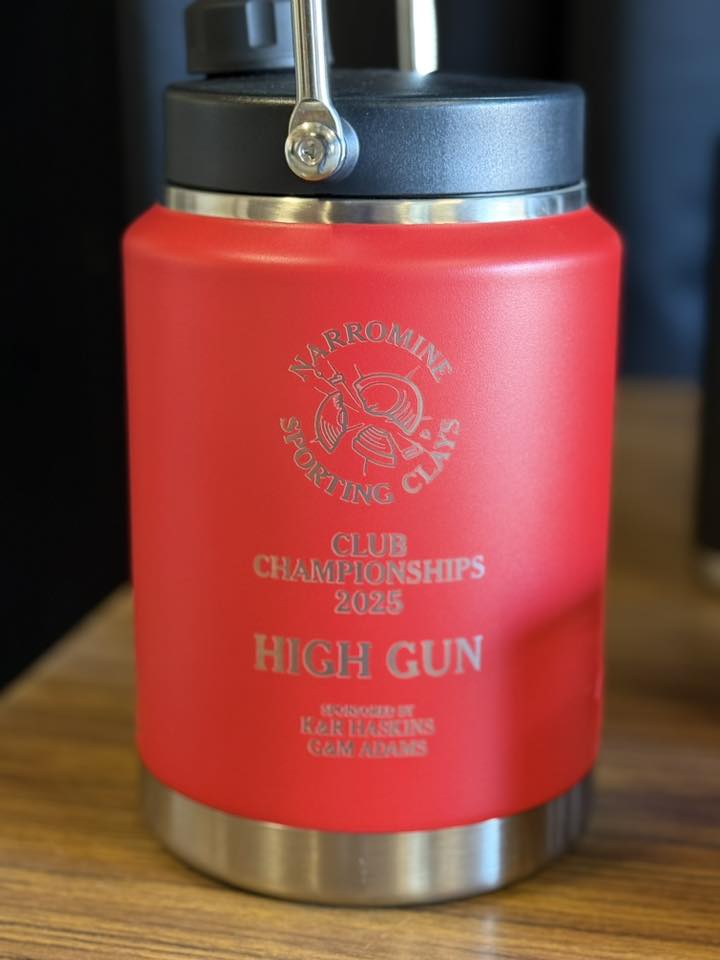 NARROMINE
SPORTING CLAYS
CLUB
CHAMPIONSHIPS
2025
HIGH GUN
SPONSORED BY
K&R HASKINS
G&M ADAMS